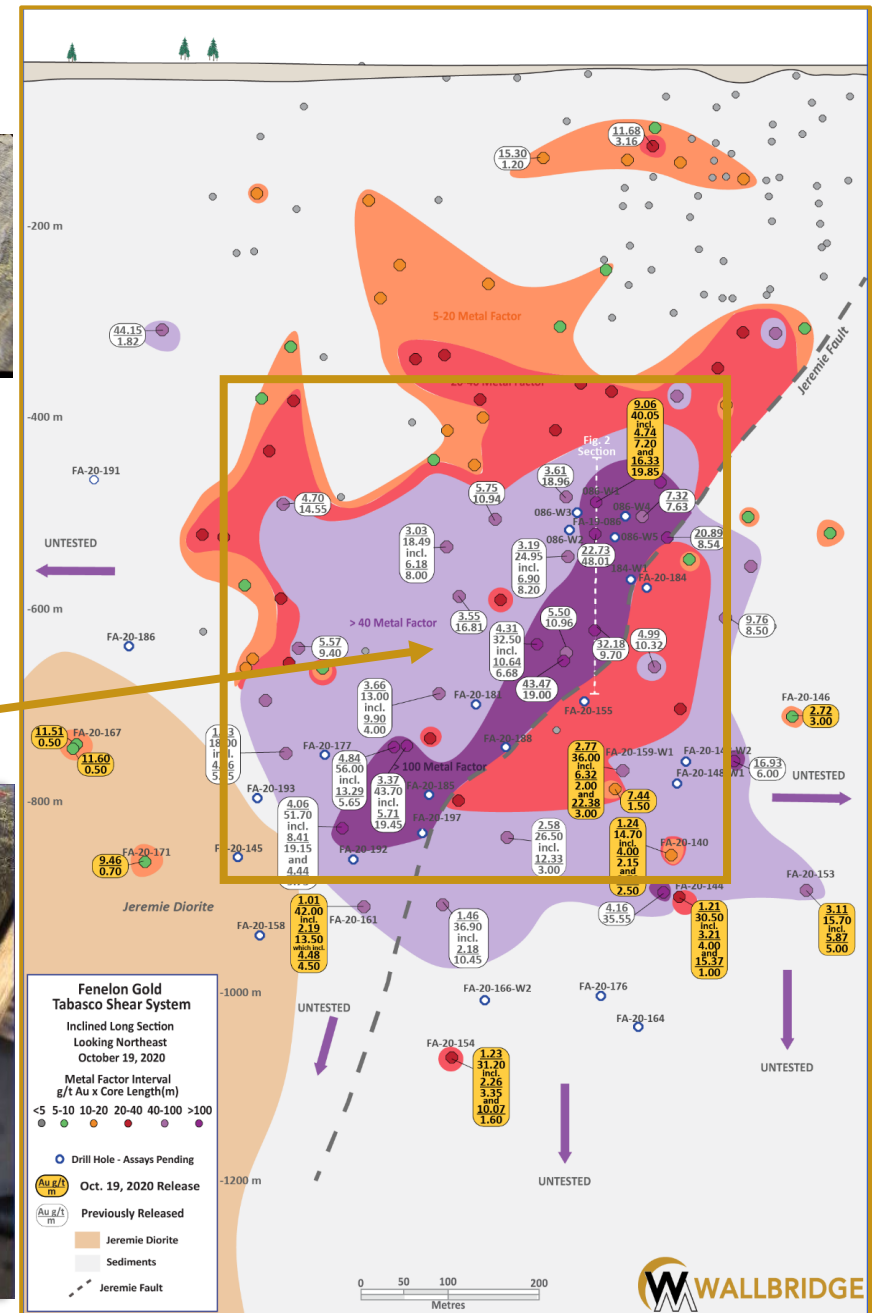 11.68
3.16
15.30
1.20
-200 m
44.15
1.82
5-20 Metal Factor
Jeremie Fault
20-40 Metal Factor
-400 m
9.06
40.05
incl.
4.74
7.20
and
16.33
19.85
Fig. 2
Section
FA-20-191
3.61
18.96
086-W1
5.75
10.94
4.70
14.55
086-W3
086-W4
7.32
7.63
FA-19-086
086-W2
086-W5
20.89
8.54
3.03
18.49
incl.
6.18
8.00
3.19
24.95
incl.
6.90
8.20
22.73
48.01
UNTESTED
184-W1
FA-20-184
-600 m
3.55
16.81
5.50
10.96
> 40 Metal Factor
4.31
32.50
incl.
10.64
6.68
32.18
9.70
4.99
10.32
9.76
8.50
FA-20-186
5.57
9.40
43.47
19.00
3.66
13.00
incl.
9.90
4.00
FA-20-181
FA-20-155
FA-20-146
2.72
3.00
11.51
0.50
FA-20-167
11.60
0.50
incl.
FA-20-177
4.84
56.00
incl.
13.29
5.65
FA-20-188
> 100 Metal Factor
3.37
43.70
incl.
5.71
19.45
2.77
36.00
incl.
6.32
2.00
and
22.38
3.00
FA-20-159-W1
7.44
1.50
FA-20-148-W1
16.93
6.00
UNTESTED
FA-20-193
FA-20-185
-800 m
4.06
51.70
incl.
8.41
19.15
and
4.44
FA-20-197
2.58
26.50
incl.
12.33
3.00
1.24
14.70
incl.
4.00
2.15
and
2.50
FA-20-140
FA-20-145
FA-20-192
9.46
0.70
FA-20-171
Jeremie Diorite
FA-20-158
1.01
42.00
incl.
2.19
13.50
which incl.
4.48
4.50
FA-20-161
1.46
36.90
incl.
2.18
10.45
4.16
35.55
FA-20-144
1.21
30.50
incl.
3.21
4.00
and
15.37
1.00
FA-20-153
3.11
15.70
incl.
5.87
5.00
-1000 m
UNTESTED
FA-20-166-W2
FA-20-176
FA-20-164
FA-20-154
1.23
31.20
incl.
2.26
3.35
and
10.07
1.60
UNTESTED
UNTESTED
-1200 m
Fenelon Gold
Tabasco Shear System
Inclined Long Section
Looking Northeast
October 19, 2020
Metal Factor Interval
g/t Au x Core Length(m)
<5 5-10 10-20 20-40 40-100 >100
Drill Hole - Assays Pending
Au g/t
m
Oct. 19, 2020 Release
Au g/t
m
Previously Released
Jeremie Diorite
Sediments
Jeremie Fault
0 50 100 200
Metres
WALLBRIDGE